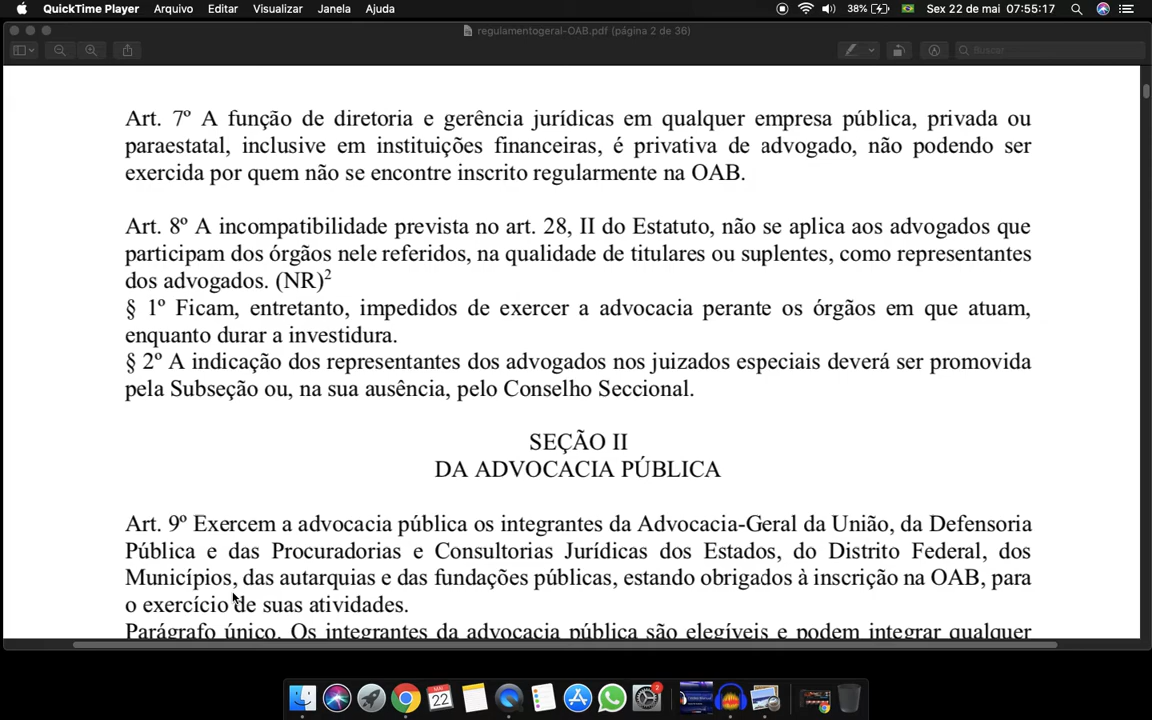 QuickTime Player Arquivo Editar Visualizar Janela Ajuda 38% Sex 22 de mai 07:55:17
regulamentogeral-OAB.pdf (página 2 de 36)
Buscar
Art. 7º A função de diretoria e gerência jurídicas em qualquer empresa pública, privada ou
paraestatal, inclusive em instituições financeiras, é privativa de advogado, não podendo ser
exercida por quem não se encontre inscrito regularmente na OAB.
Art. 8º A incompatibilidade prevista no art. 28, II do Estatuto, não se aplica aos advogados que
participam dos órgãos nele referidos, na qualidade de titulares ou suplentes, como representantes
dos advogados. (NR)2
§ 1º Ficam, entretanto, impedidos de exercer a advocacia perante os órgãos em que atuam,
enquanto durar a investidura.
§ 2º A indicação dos representantes dos advogados nos juizados especiais deverá ser promovida
pela Subseção ou, na sua ausência, pelo Conselho Seccional.
SEÇÃO II
DA ADVOCACIA PÚBLICA
Art. 9º Exercem a advocacia pública os integrantes da Advocacia-Geral da União, da Defensoria
Pública e das Procuradorias e Consultorias Jurídicas dos Estados, do Distrito Federal, dos
Municípios, das autarquias e das fundações públicas, estando obrigados à inscrição na OAB, para
o exercício de suas atividades.
Parágrafo único. Os integrantes da advocacia pública são elegíveis e podem integrar qualquer
22
2